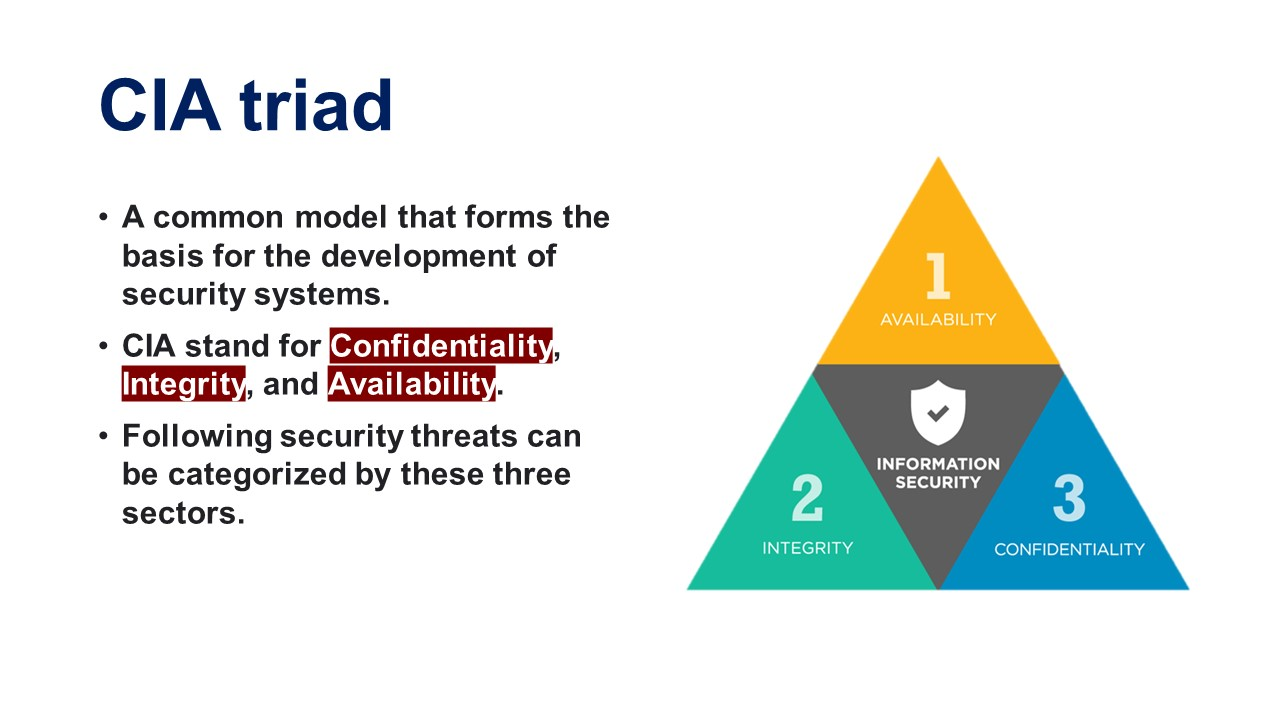 CIA triad
• A common model that forms the
basis for the development of
security systems.
• CIA stand for Confidentiality,
Integrity, and Availability.
• Following security threats can
be categorized by these three
sectors.
1
AVAILABILITY
INFORMATION
SECURITY
2
INTEGRITY
3
CONFIDENTIALITY